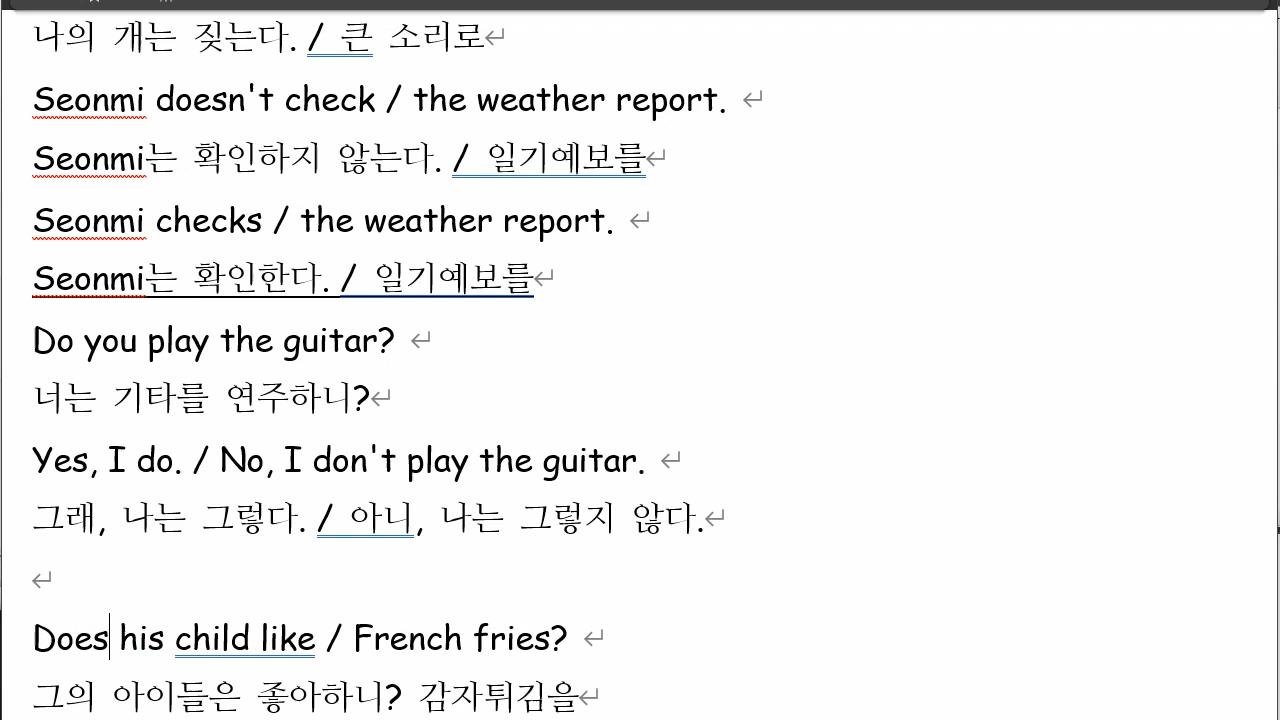 나의 개는 짖는다. / 큰 소리로
Seonmi doesn't check / the weather report.
Seonmi는 확인하지 않는다. / 일기예보를
Seonmi checks / the weather report.
Seonmi는 확인한다. / 일기예보를
Do you play the guitar?
너는 기타를 연주하니?
Yes, I do. / No, I don't play the guitar.
그래, 나는 그렇다. / 아니, 나는 그렇지 않다.
Does his child like / French fries?
그의 아이들은 좋아하니? 감자튀김을